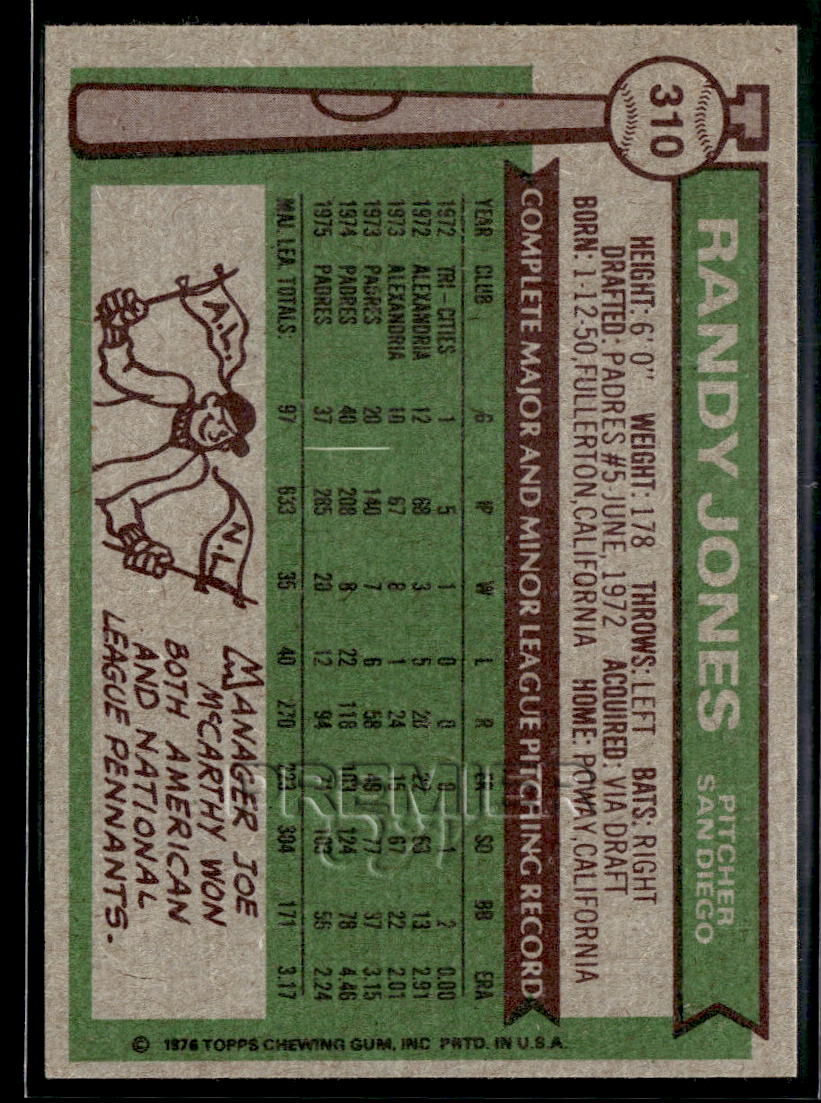 310
RANDY JONES
PITCHER
SAN DIEGO
HEIGHT: 6' 0" WEIGHT: 178 THROWS: LEFT BATS: RIGHT
DRAFTED: PADRES #5-JUNE, 1972 ACQUIRED: VIA DRAFT
BORN: 1-12-50, FULLERTON, CALIFORNIA HOME: POWAY, CALIFORNIA
COMPLETE MAJOR AND MINOR LEAGUE PITCHING RECORD
YEAR CLUB G IP W L R ER SO BB ERA
1972 TRI-CITIES 1 5 1 0 0 0 1 2 0.00
1972 ALEXANDRIA 12 68 3 5 26 22 63 13 2.91
1973 ALEXANDRIA 10 67 8 1 24 15 67 22 2.01
1973 PADRES 20 140 7 6 58 49 77 37 3.15
1974 PADRES 40 208 8 22 118 103 124 78 4.46
1975 PADRES 37 285 20 12 94 71 103 56 2.24
MAJ. LEA. TOTALS: 97 633 35 40 270 223 304 171 3.17
A.L.
N.L.
MANAGER JOE
McCARTHY WON
BOTH AMERICAN
AND NATIONAL
LEAGUE PENNANTS.
© 1976 TOPPS CHEWING GUM, INC PRTD. IN U.S.A.
PREMIER